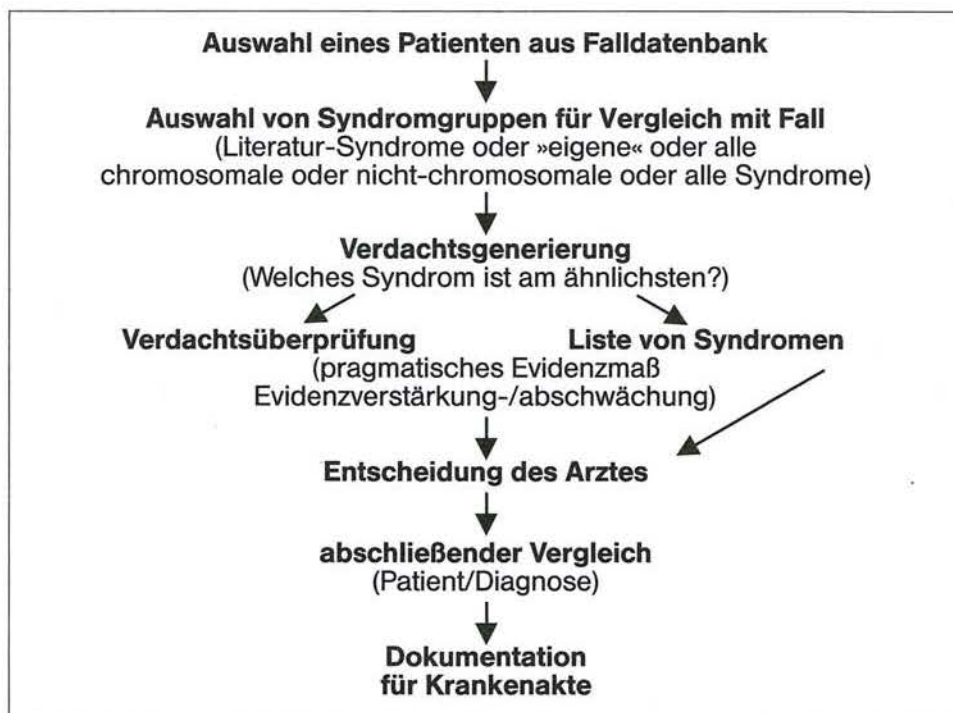 Auswahl eines Patienten aus Falldatenbank
Auswahl von Syndromgruppen für Vergleich mit Fall
(Literatur-Syndrome oder »eigene« oder alle
chromosomale oder nicht-chromosomale oder alle Syndrome)
Verdachtsgenerierung
(Welches Syndrom ist am ähnlichsten?)
Verdachtsüberprüfung
Liste von Syndromen
(pragmatisches Evidenzmaß
Evidenzverstärkung-/abschwächung)
Entscheidung des Arztes
abschließender Vergleich
(Patient/Diagnose)
Dokumentation
für Krankenakte